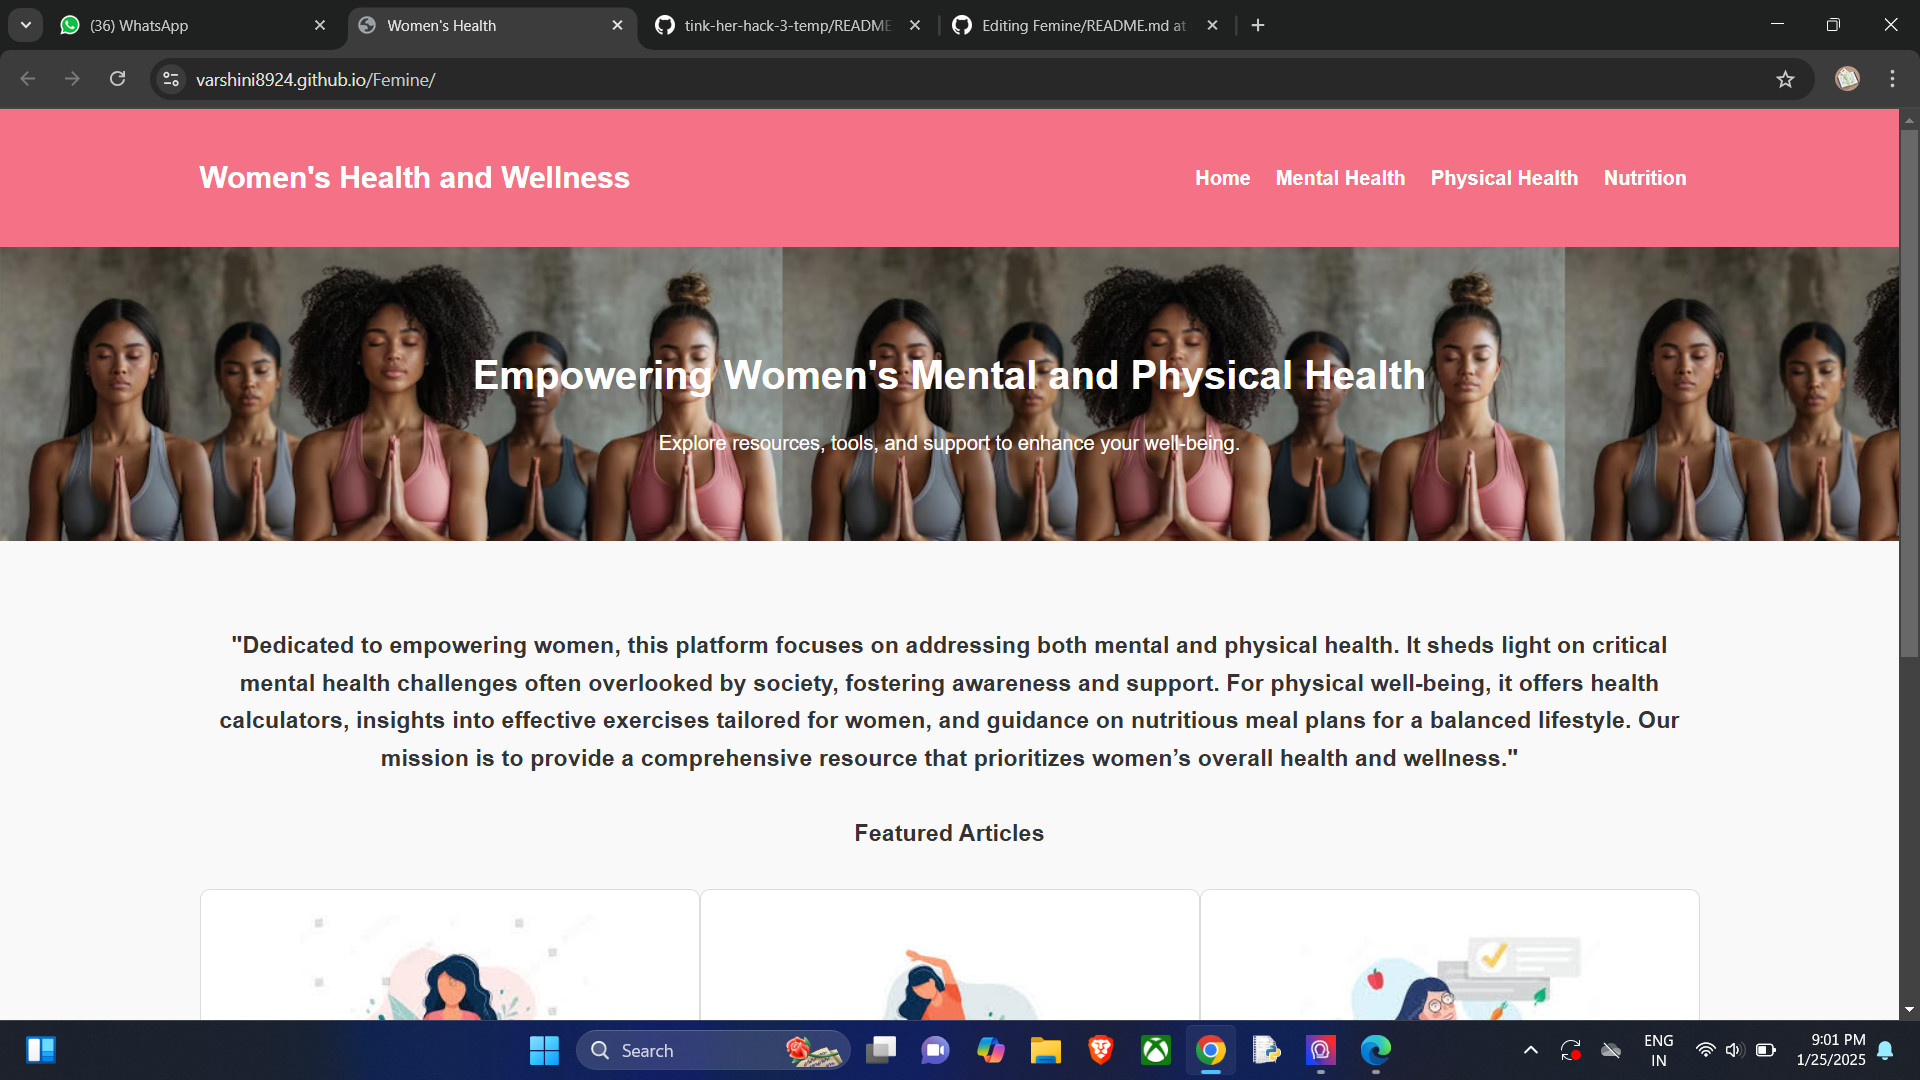 (36) WhatsApp
Women's Health
tink-her-hack-3-temp/README
Editing Femine/README.md at
varshini8924.github.io/Femine/
Women's Health and Wellness
Home Mental Health Physical Health Nutrition
Empowering Women's Mental and Physical Health
Explore resources, tools, and support to enhance your well-being.
"Dedicated to empowering women, this platform focuses on addressing both mental and physical health. It sheds light on critical
mental health challenges often overlooked by society, fostering awareness and support. For physical well-being, it offers health
calculators, insights into effective exercises tailored for women, and guidance on nutritious meal plans for a balanced lifestyle. Our
mission is to provide a comprehensive resource that prioritizes women’s overall health and wellness."
Featured Articles
Search
ENG
IN
9:01 PM
1/25/2025